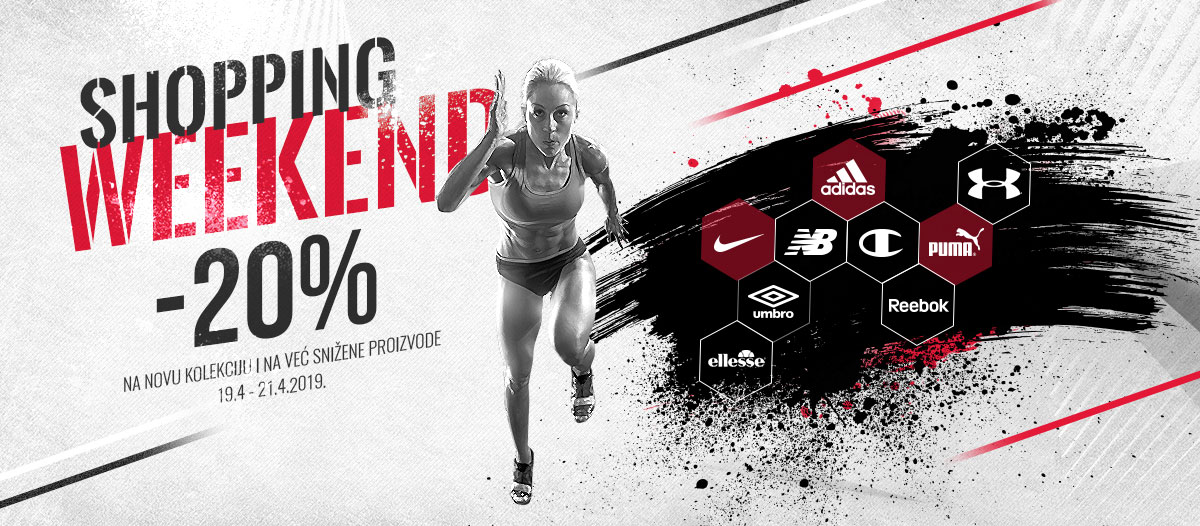 SHOPPING
WEEKEND
-20%
NA NOVU KOLEKCIJU I NA VEĆ SNIŽENE PROIZVODE
19.4 - 21.4.2019.
adidas
NB
C
PUMA
umbro
Reebok
ellesse